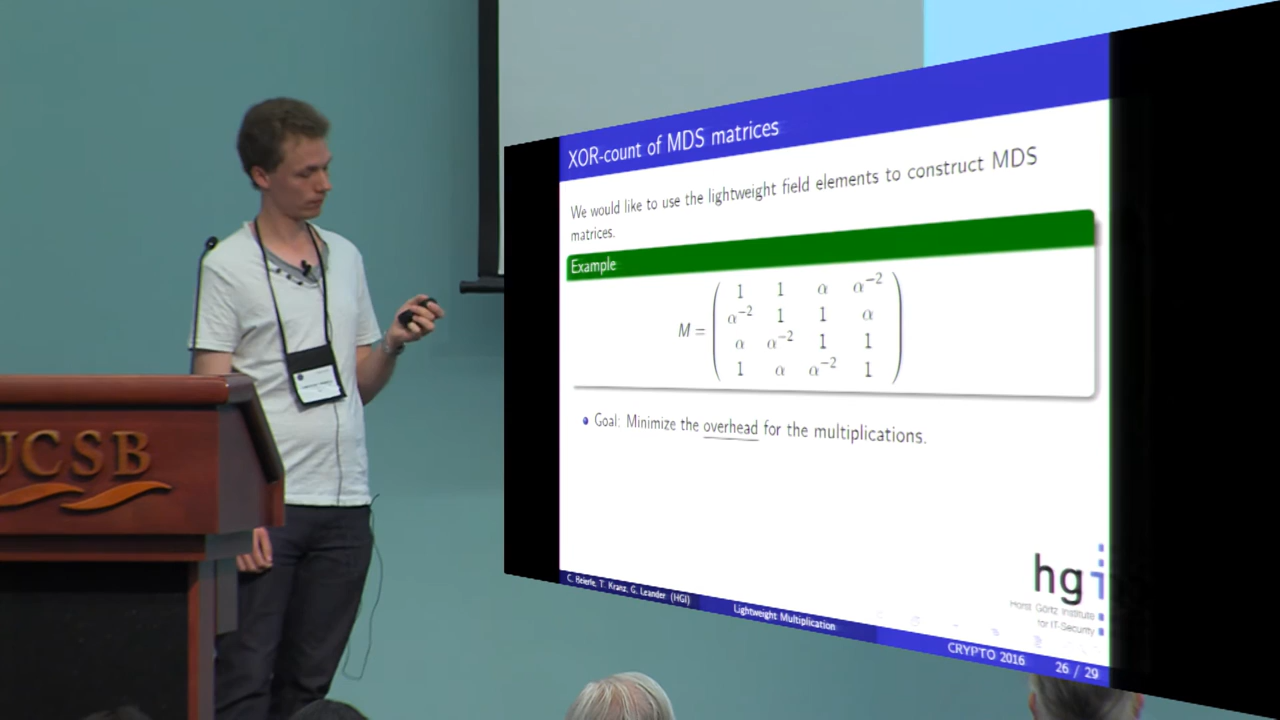 UCSB
XOR-count of MDS matrices
We would like to use the lightweight field elements to construct MDS
matrices.
Example
M =
1 1 α α⁻²
α⁻² 1 1 α
α α⁻² 1 1
1 α α⁻² 1
Goal: Minimize the overhead for the multiplications.
hgi
Horst Görtz Institute
for IT-Security
C. Beierle, T. Kranz, G. Leander (HGI)
Lightweight Multiplication
CRYPTO 2016
26 / 29